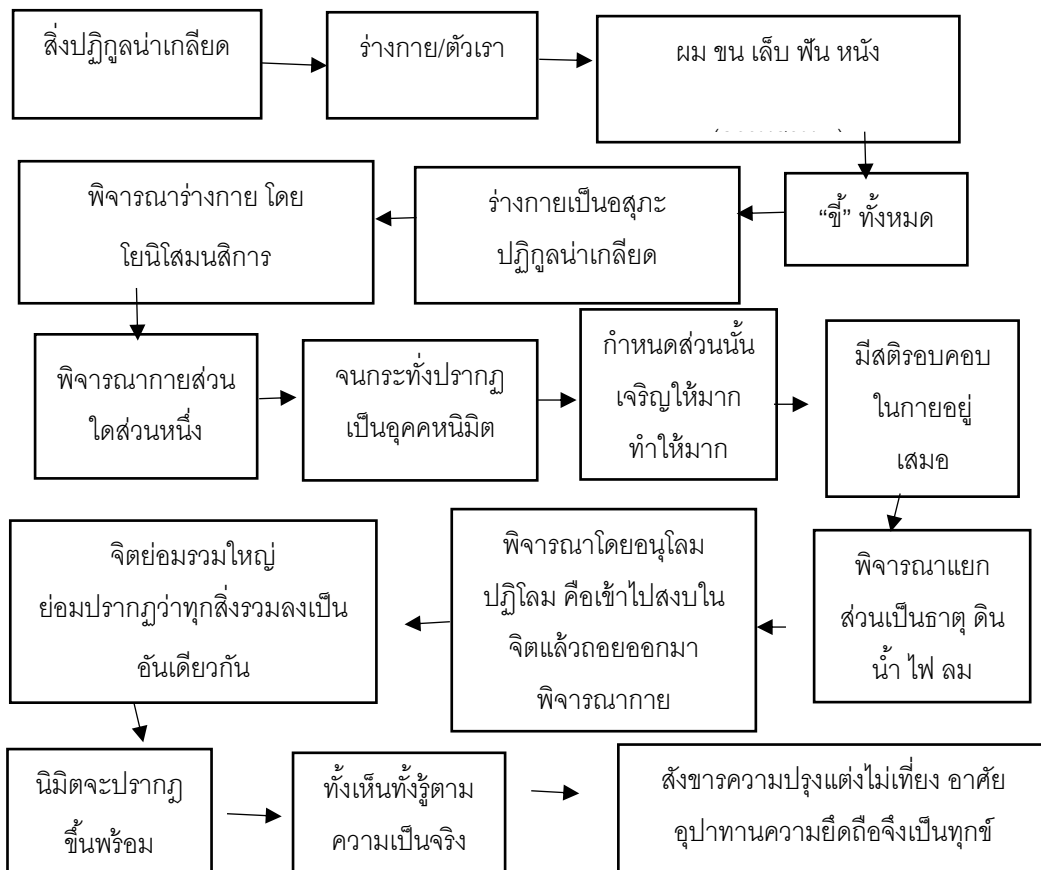 สิ่งปฏิกูลน่าเกลียด
ร่างกาย/ตัวเรา
ผม ขน เล็บ ฟัน หนัง
“ขี้” ทั้งหมด
ร่างกายเป็นอสุภะ
ปฏิกูลน่าเกลียด
พิจารณาร่างกาย โดย
โยนิโสมนสิการ
พิจารณากายส่วน
ใดส่วนหนึ่ง
จนกระทั่งปรากฏ
เป็นอุคคหนิมิต
กำหนดส่วนนั้น
เจริญให้มาก
ทำให้มาก
มีสติรอบคอบ
ในกายอยู่
เสมอ
พิจารณาแยก
ส่วนเป็นธาตุ ดิน
น้ำ ไฟ ลม
พิจารณาโดยอนุโลม
ปฏิโลม คือเข้าไปสงบใน
จิตแล้วถอยออกมา
พิจารณากาย
จิตย่อมรวมใหญ่
ย่อมปรากฏว่าทุกสิ่งรวมลงเป็น
อันเดียวกัน
นิมิตจะปรากฏ
ขึ้นพร้อม
ทั้งเห็นทั้งรู้ตาม
ความเป็นจริง
สังขารความปรุงแต่งไม่เที่ยง อาศัย
อุปาทานความยึดถือจึงเป็นทุกข์